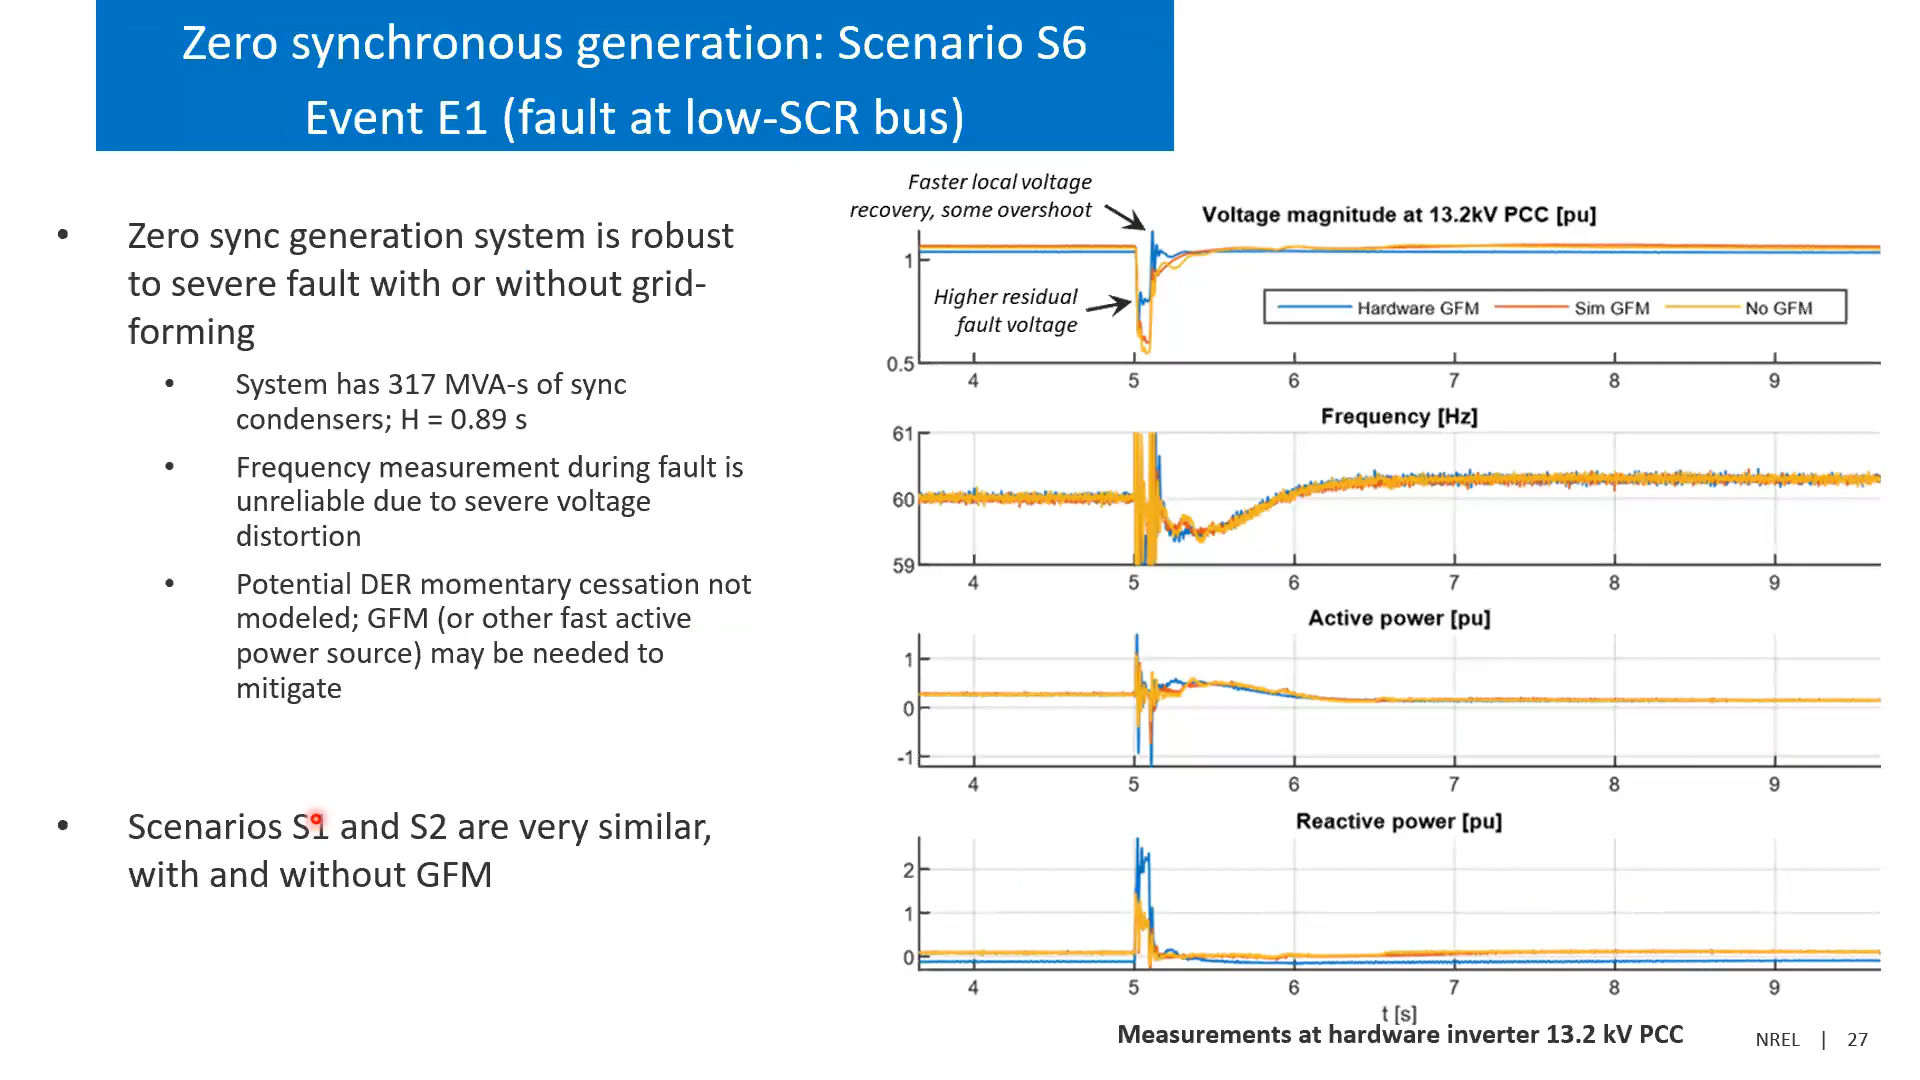 Zero synchronous generation: Scenario S6
Event E1 (fault at low-SCR bus)
• Zero sync generation system is robust
to severe fault with or without grid-
forming
• System has 317 MVA-s of sync
condensers; H = 0.89 s
• Frequency measurement during fault is
unreliable due to severe voltage
distortion
• Potential DER momentary cessation not
modeled; GFM (or other fast active
power source) may be needed to
mitigate
• Scenarios S1 and S2 are very similar,
with and without GFM
Faster local voltage
recovery, some overshoot
Voltage magnitude at 13.2kV PCC [pu]
1
Higher residual
fault voltage
Hardware GFM Sim GFM No GFM
0.5
4 5 6 7 8 9
Frequency [Hz]
61
60
59
4 5 6 7 8 9
Active power [pu]
1
0
-1
4 5 6 7 8 9
Reactive power [pu]
2
1
0
4 5 6 7 8 9
t [s]
Measurements at hardware inverter 13.2 kV PCC
NREL | 27